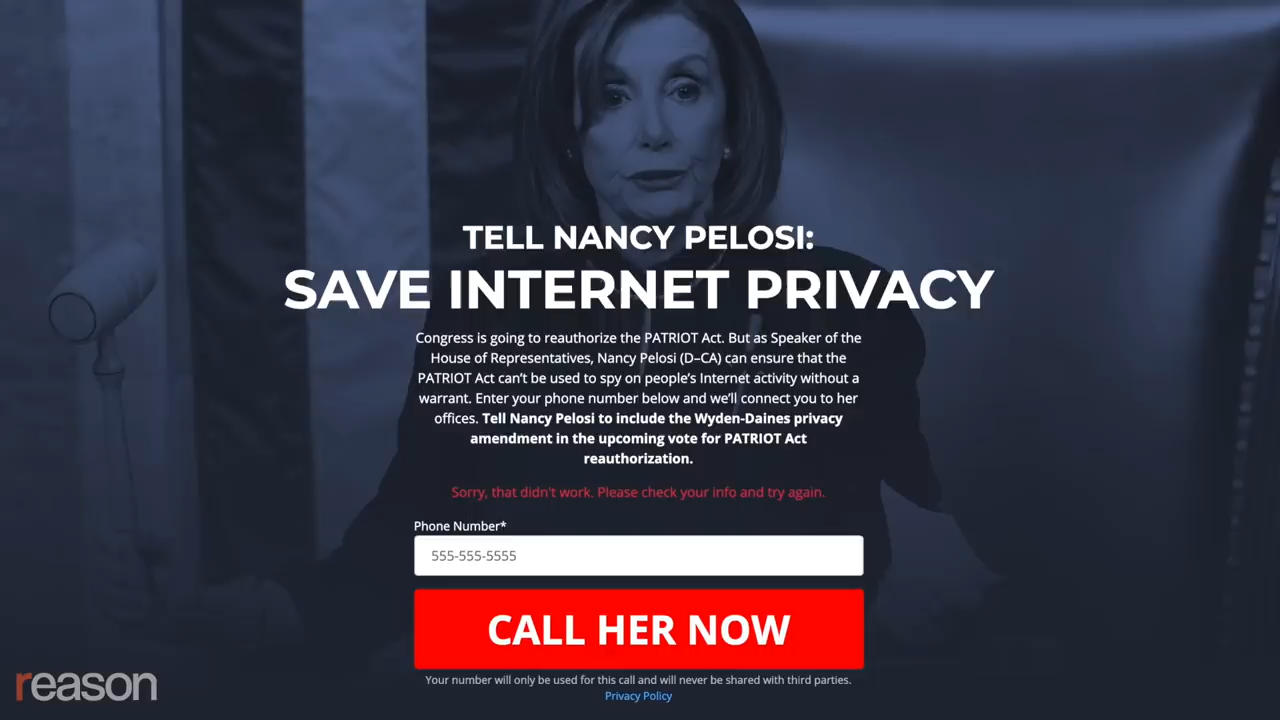 TELL NANCY PELOSI:
SAVE INTERNET PRIVACY
Congress is going to reauthorize the PATRIOT Act. But as Speaker of the
House of Representatives, Nancy Pelosi (D–CA) can ensure that the
PATRIOT Act can't be used to spy on people's Internet activity without a
warrant. Enter your phone number below and we'll connect you to her
offices. Tell Nancy Pelosi to include the Wyden-Daines privacy
amendment in the upcoming vote for PATRIOT Act
reauthorization.
Sorry, that didn't work. Please check your info and try again.
Phone Number*
555-555-5555
CALL HER NOW
Your number will only be used for this call and will never be shared with third parties.
Privacy Policy
reason